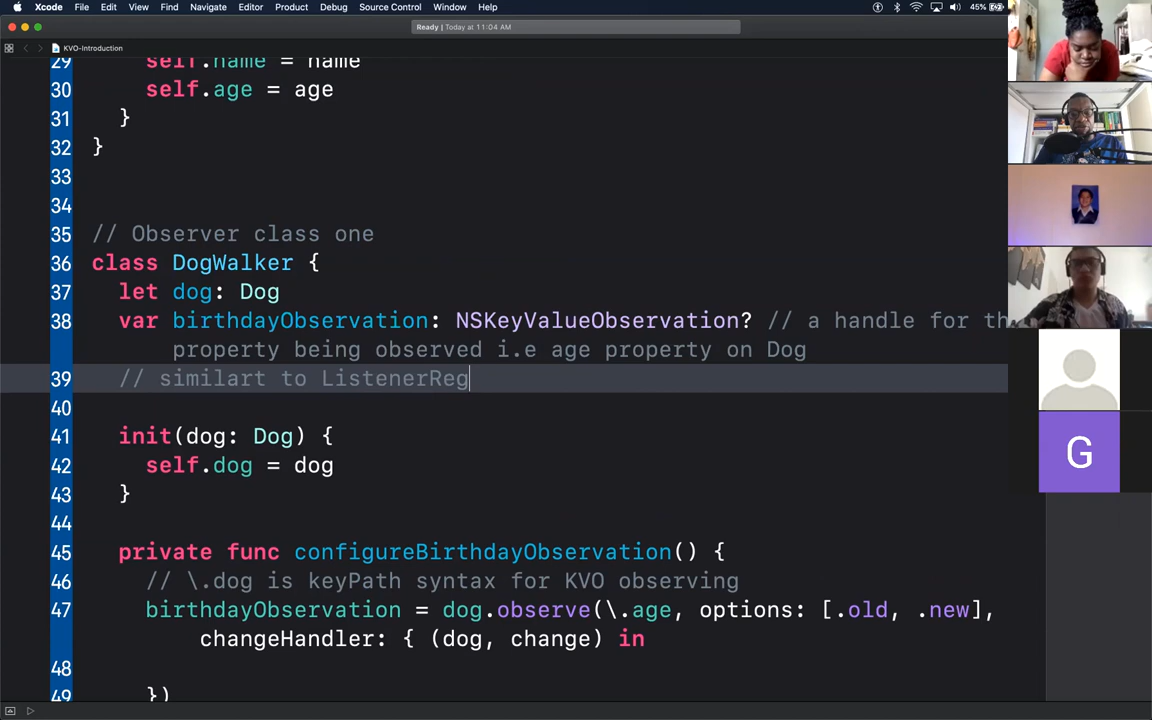 Xcode File Edit View Find Navigate Editor Product Debug Source Control Window Help 45%
Ready | Today at 11:04 AM
KVO-Introduction
29 self.name = name
30 self.age = age
31 }
32 }
33
34
35 // Observer class one
36 class DogWalker {
37 let dog: Dog
38 var birthdayObservation: NSKeyValueObservation? // a handle for th
property being observed i.e age property on Dog
39 // similart to ListenerReg
40
41 init(dog: Dog) {
42 self.dog = dog
43 }
44
45 private func configureBirthdayObservation() {
46 // \.dog is keyPath syntax for KVO observing
47 birthdayObservation = dog.observe(\.age, options: [.old, .new],
changeHandler: { (dog, change) in
48
49 })
G